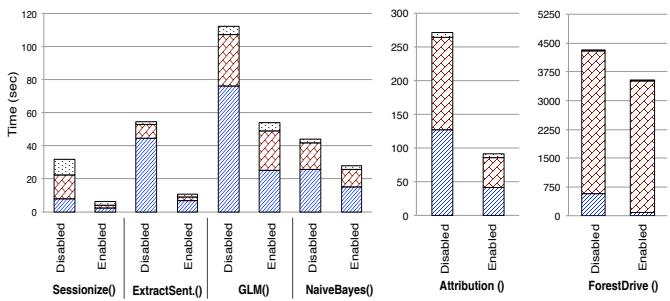 Time (sec)
120
100
80
60
40
20
0
Disabled
Enabled
Disabled
Enabled
Disabled
Enabled
Disabled
Enabled
Sessionize()
ExtractSent.()
GLM()
NaiveBayes()
300
250
200
150
100
50
0
Disabled
Enabled
Attribution ()
5250
4500
3750
3000
2250
1500
750
0
Disabled
Enabled
ForestDrive ()